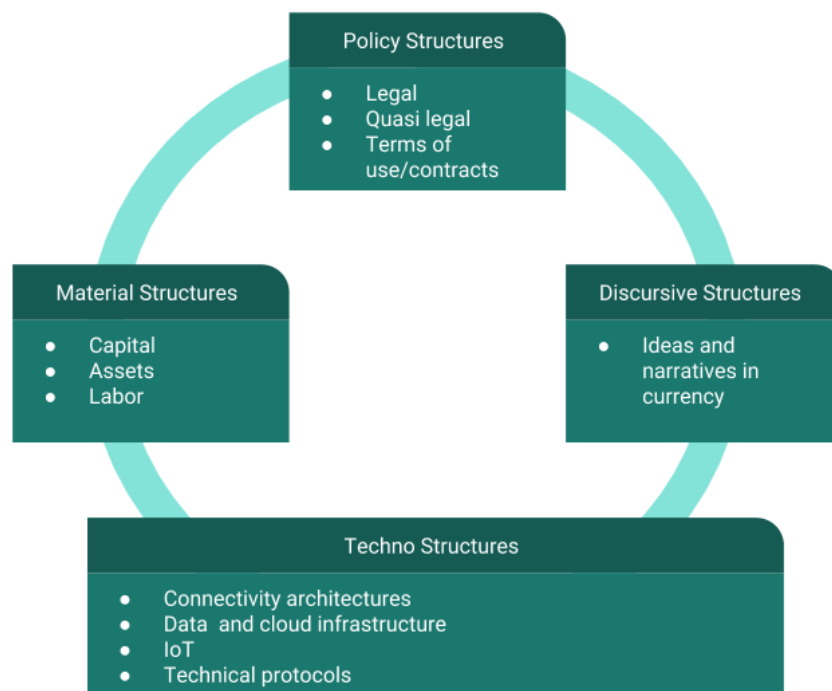 Policy Structures
● Legal
● Quasi legal
● Terms of
use/contracts
Material Structures
● Capital
● Assets
● Labor
Discursive Structures
● Ideas and
narratives in
currency
Techno Structures
● Connectivity architectures
● Data  and cloud infrastructure
● IoT
● Technical protocols